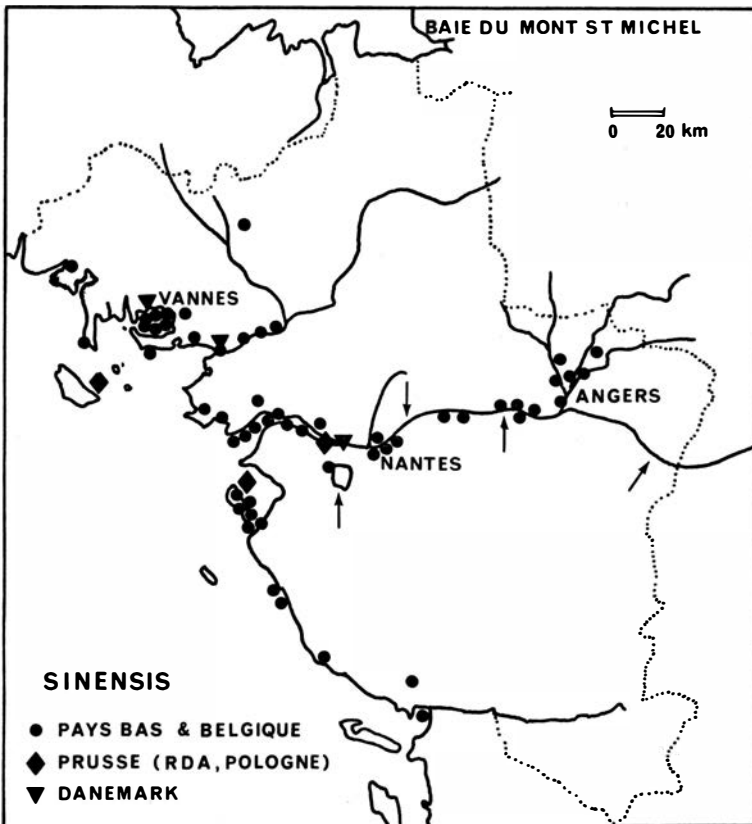 BAIE DU MONT ST MICHEL
0 20 km
VANNES
ANGERS
NANTES
SINENSIS
PAYS BAS & BELGIQUE
PRUSSE (RDA, POLOGNE)
DANEMARK